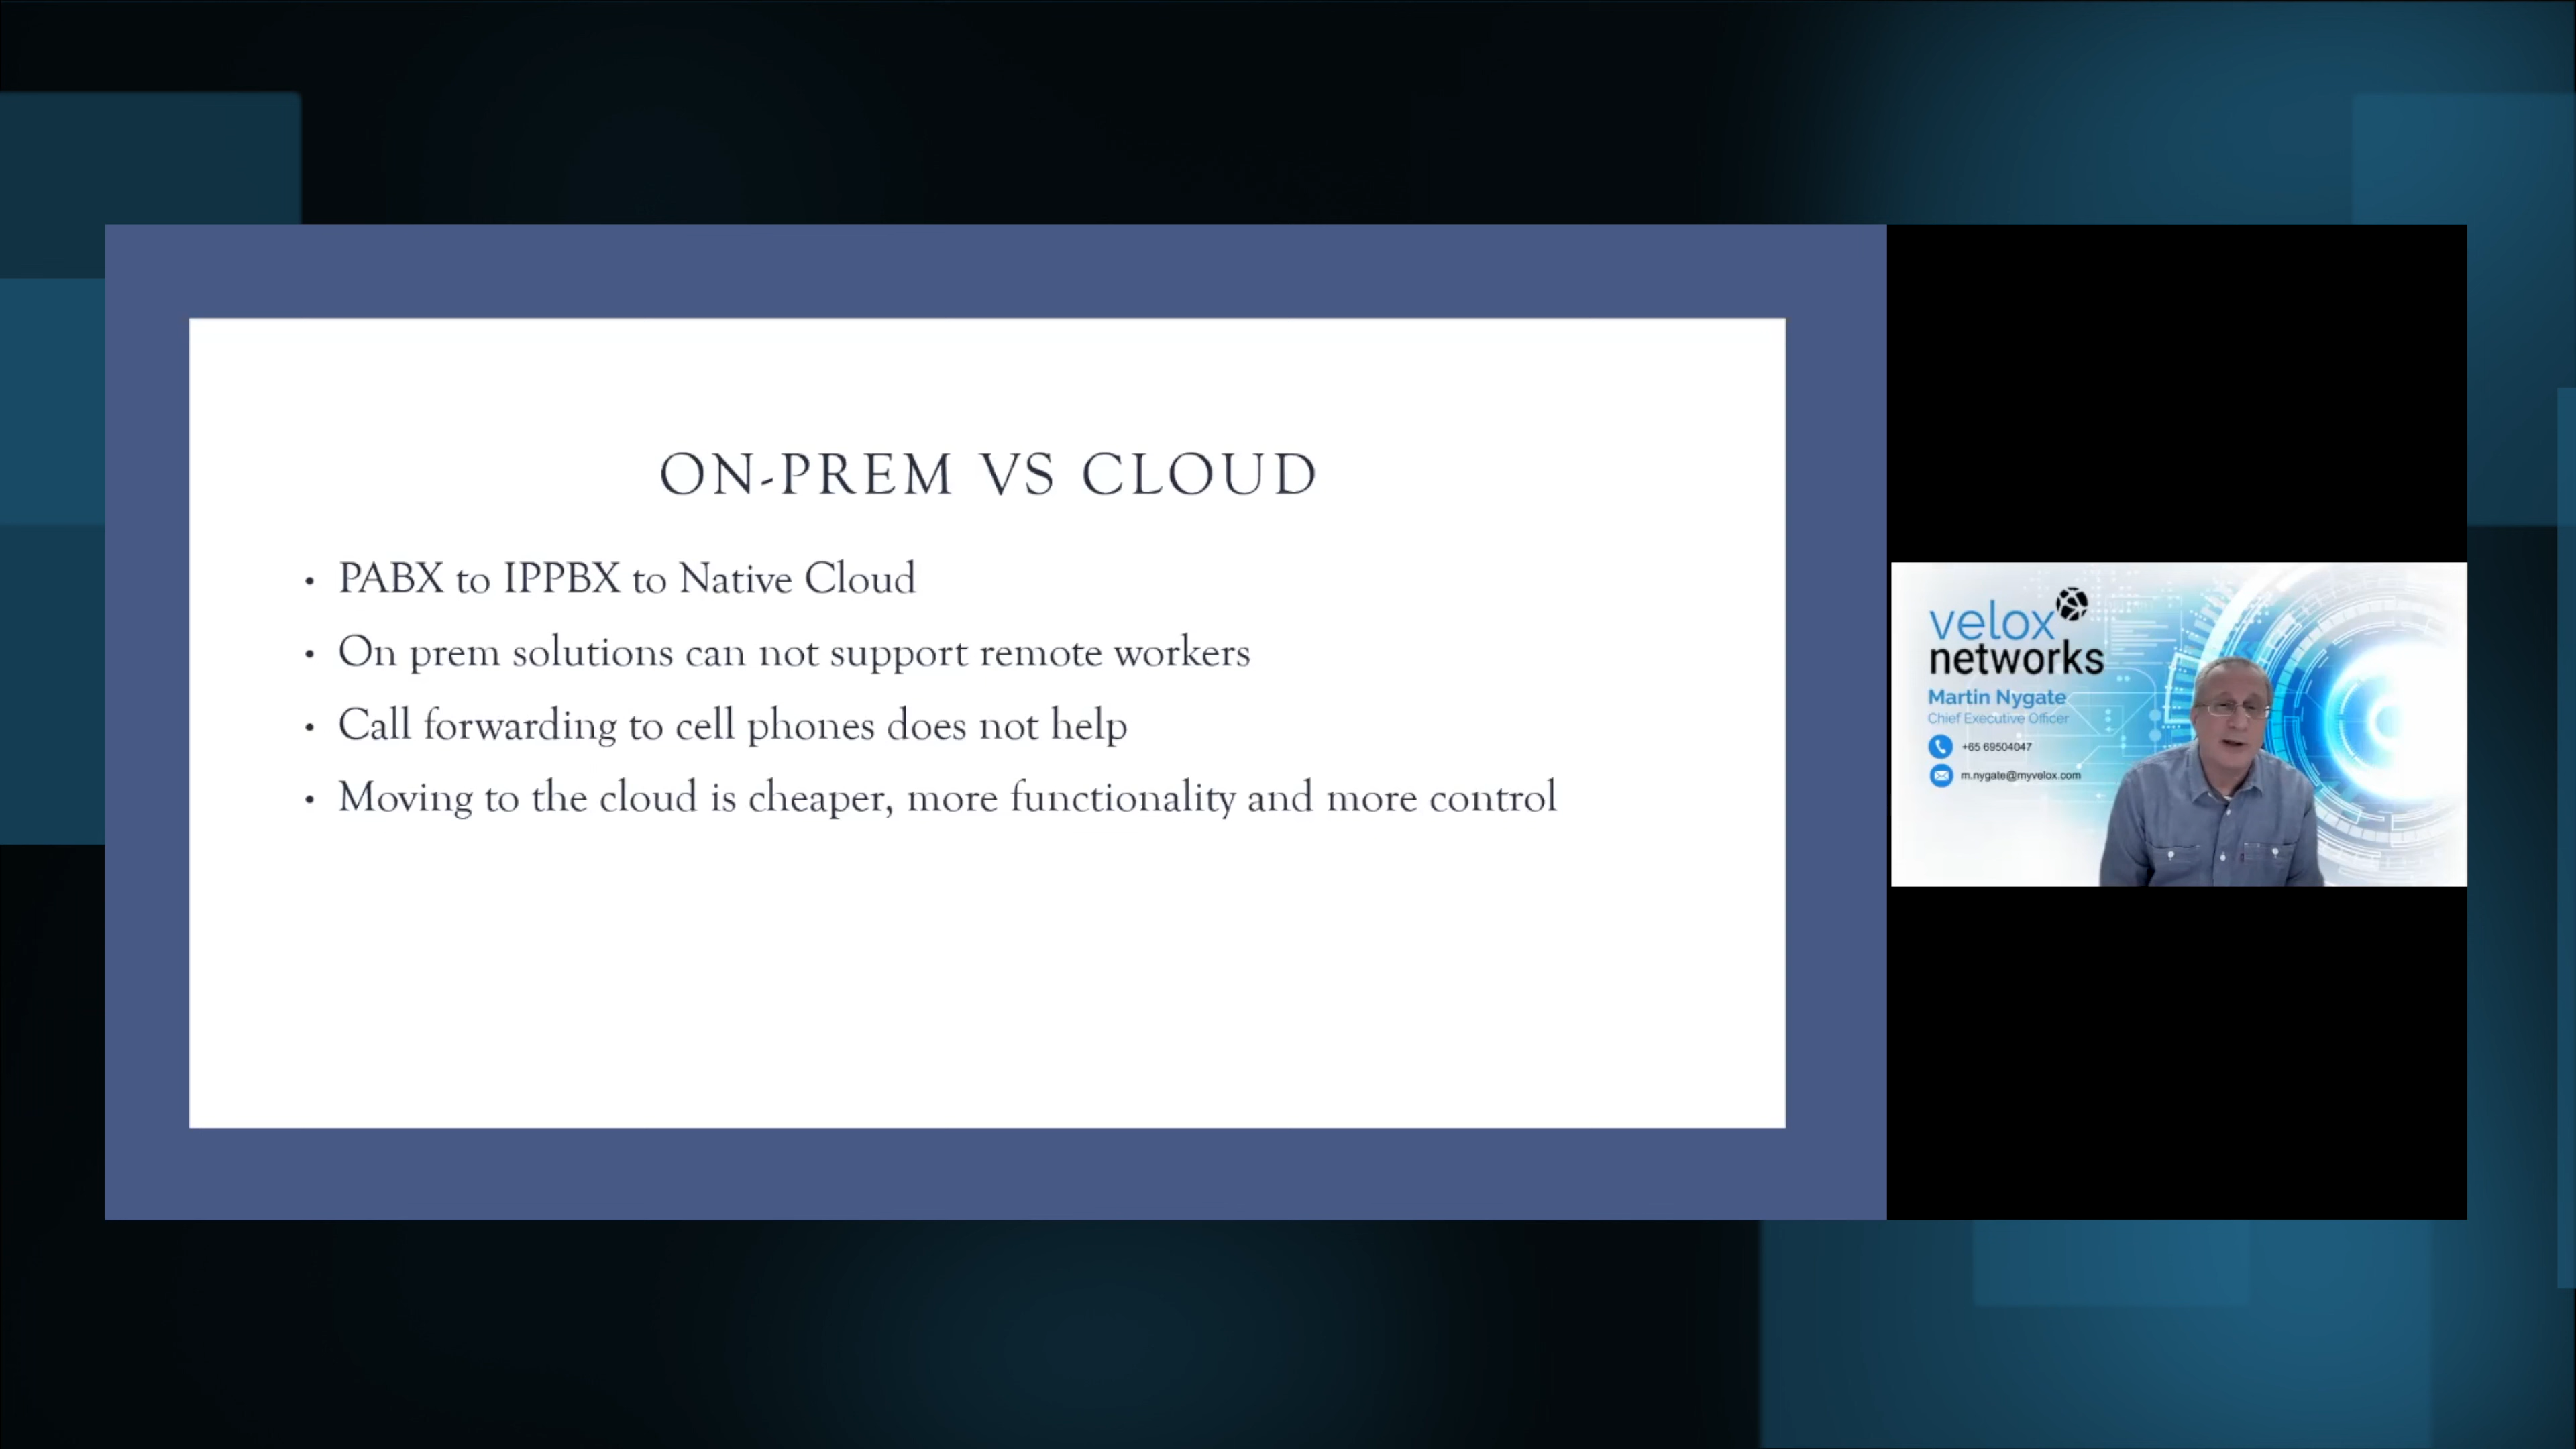 ON-PREM VS CLOUD
• PABX to IPPBX to Native Cloud
• On prem solutions can not support remote workers
• Call forwarding to cell phones does not help
• Moving to the cloud is cheaper, more functionality and more control
velox
networks
Martin Nygate
Chief Executive Officer
+65 69504047
m.nygate@myvelox.com